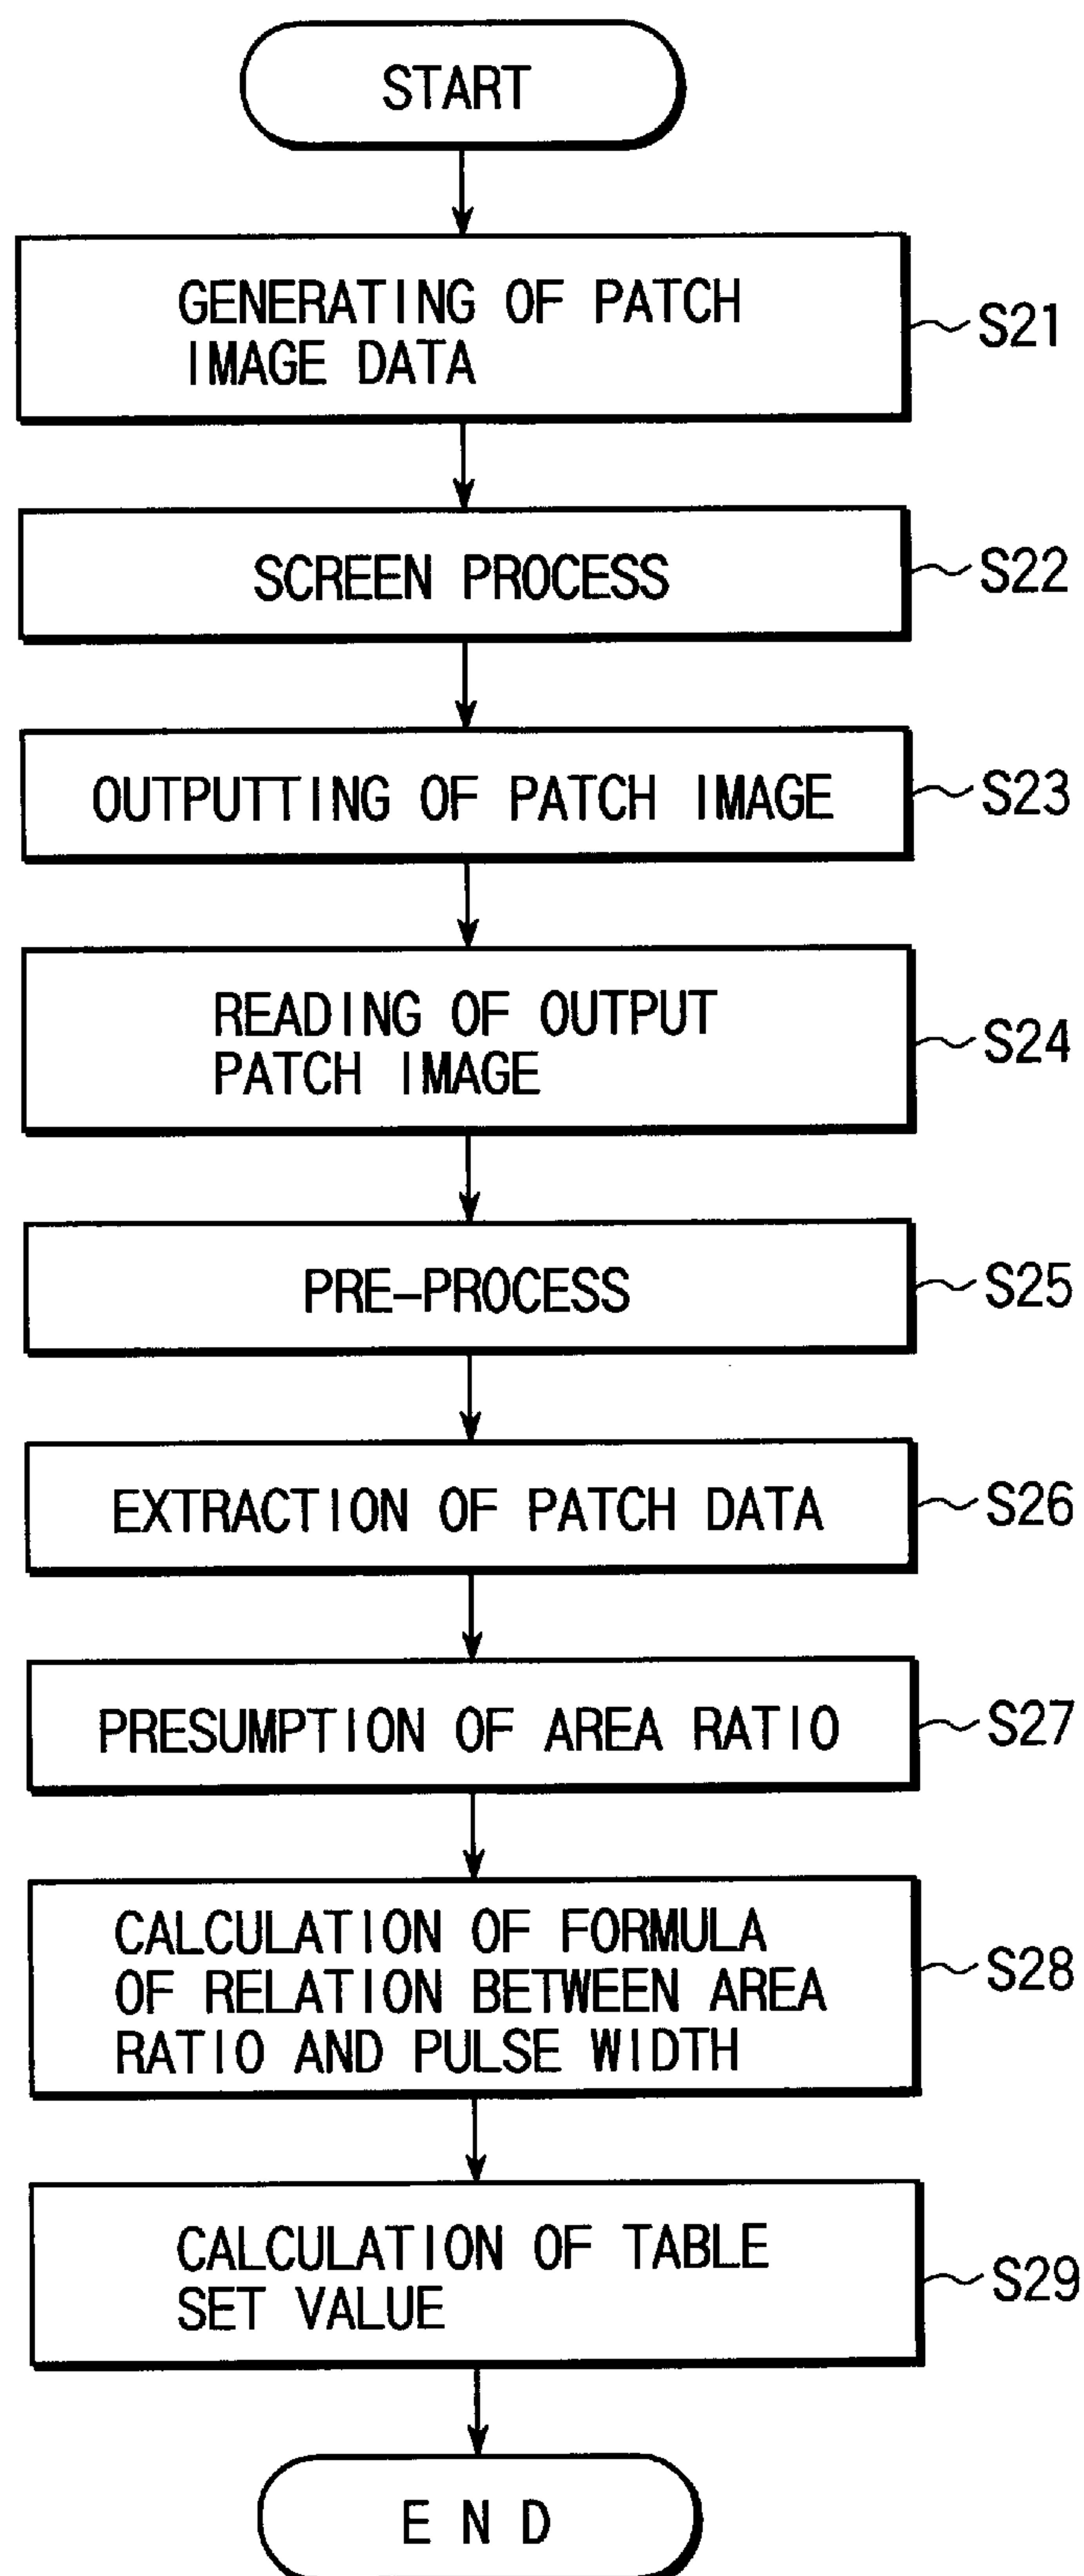 START
GENERATING OF PATCH
IMAGE DATA
S21
SCREEN PROCESS
S22
OUTPUTTING OF PATCH IMAGE
S23
READING OF OUTPUT
PATCH IMAGE
S24
PRE-PROCESS
S25
EXTRACTION OF PATCH DATA
S26
PRESUMPTION OF AREA RATIO
S27
CALCULATION OF FORMULA
OF RELATION BETWEEN AREA
RATIO AND PULSE WIDTH
S28
CALCULATION OF TABLE
SET VALUE
S29
END